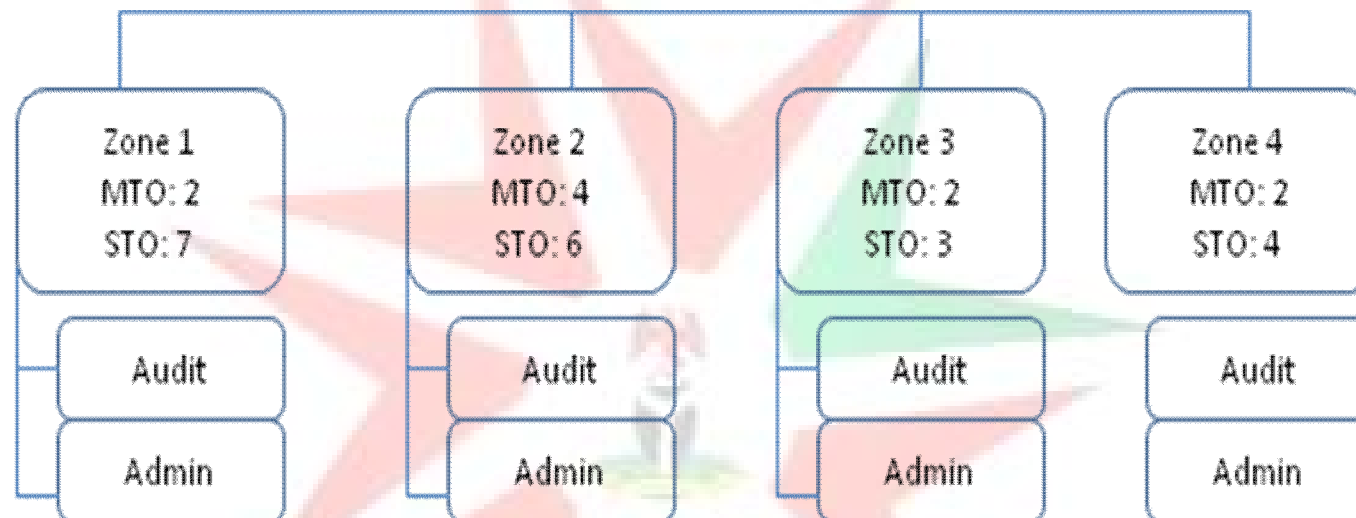 Zone 1
MTO: 2
STO: 7
Audit
Admin
Zone 2
MTO: 4
STO: 6
Audit
Admin
Zone 3
MTO: 2
STO: 3
Audit
Admin
Zone 4
MTO: 2
STO: 4
Audit
Admin